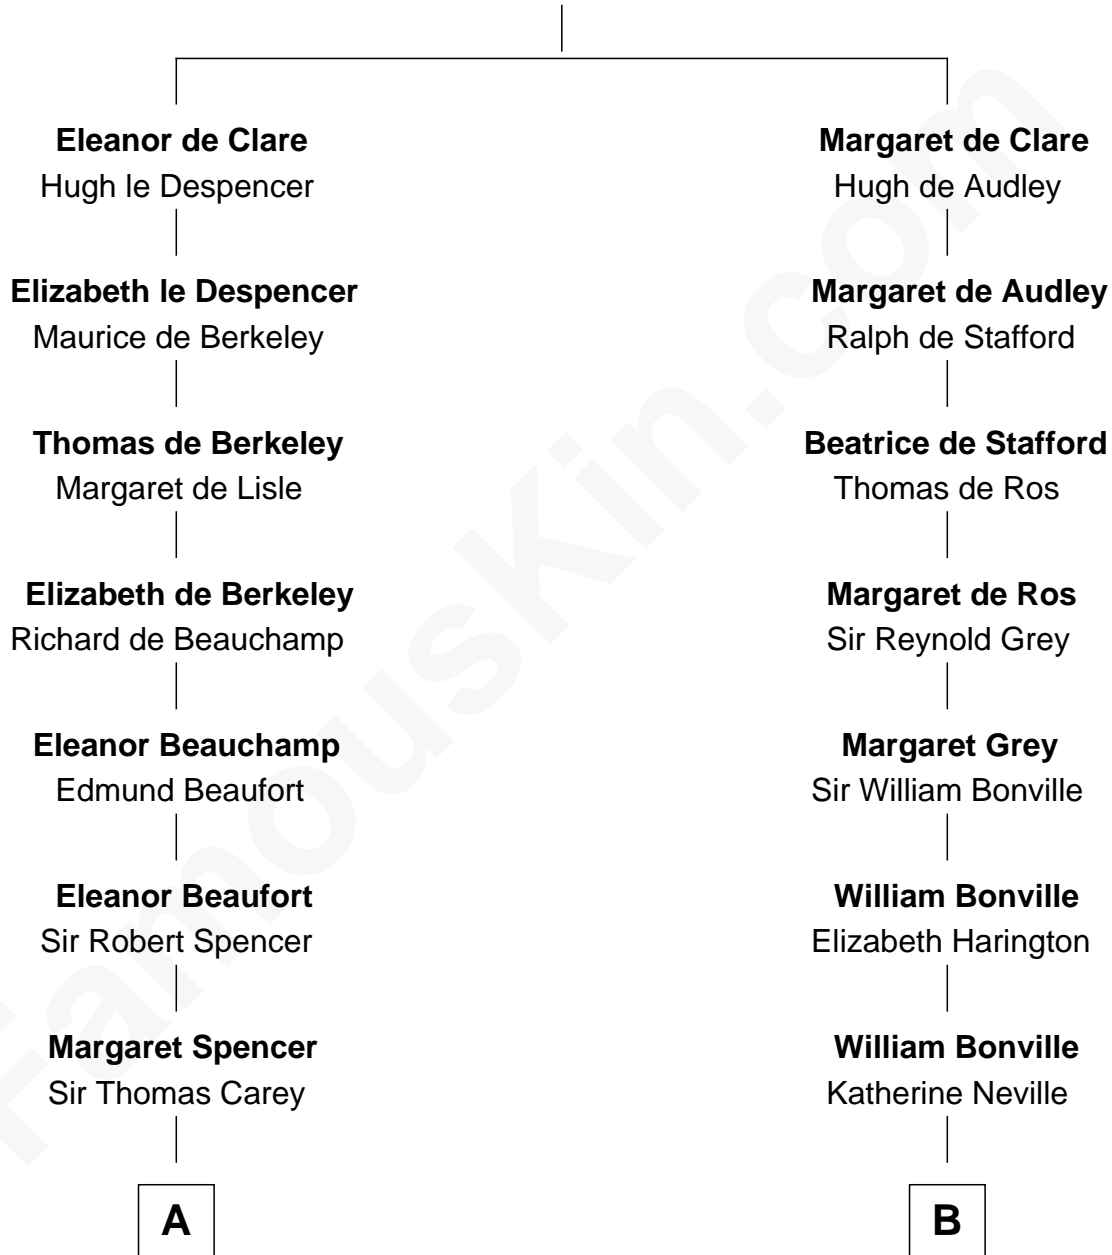 Eleanor de Clare
Hugh le Despencer
Elizabeth le Despencer
Maurice de Berkeley
Thomas de Berkeley
Margaret de Lisle
Elizabeth de Berkeley
Richard de Beauchamp
Eleanor Beauchamp
Edmund Beaufort
Eleanor Beaufort
Sir Robert Spencer
Margaret Spencer
Sir Thomas Carey
A
Margaret de Clare
Hugh de Audley
Margaret de Audley
Ralph de Stafford
Beatrice de Stafford
Thomas de Ros
Margaret de Ros
Sir Reynold Grey
Margaret Grey
Sir William Bonville
William Bonville
Elizabeth Harington
William Bonville
Katherine Neville
B
FamousKin.com